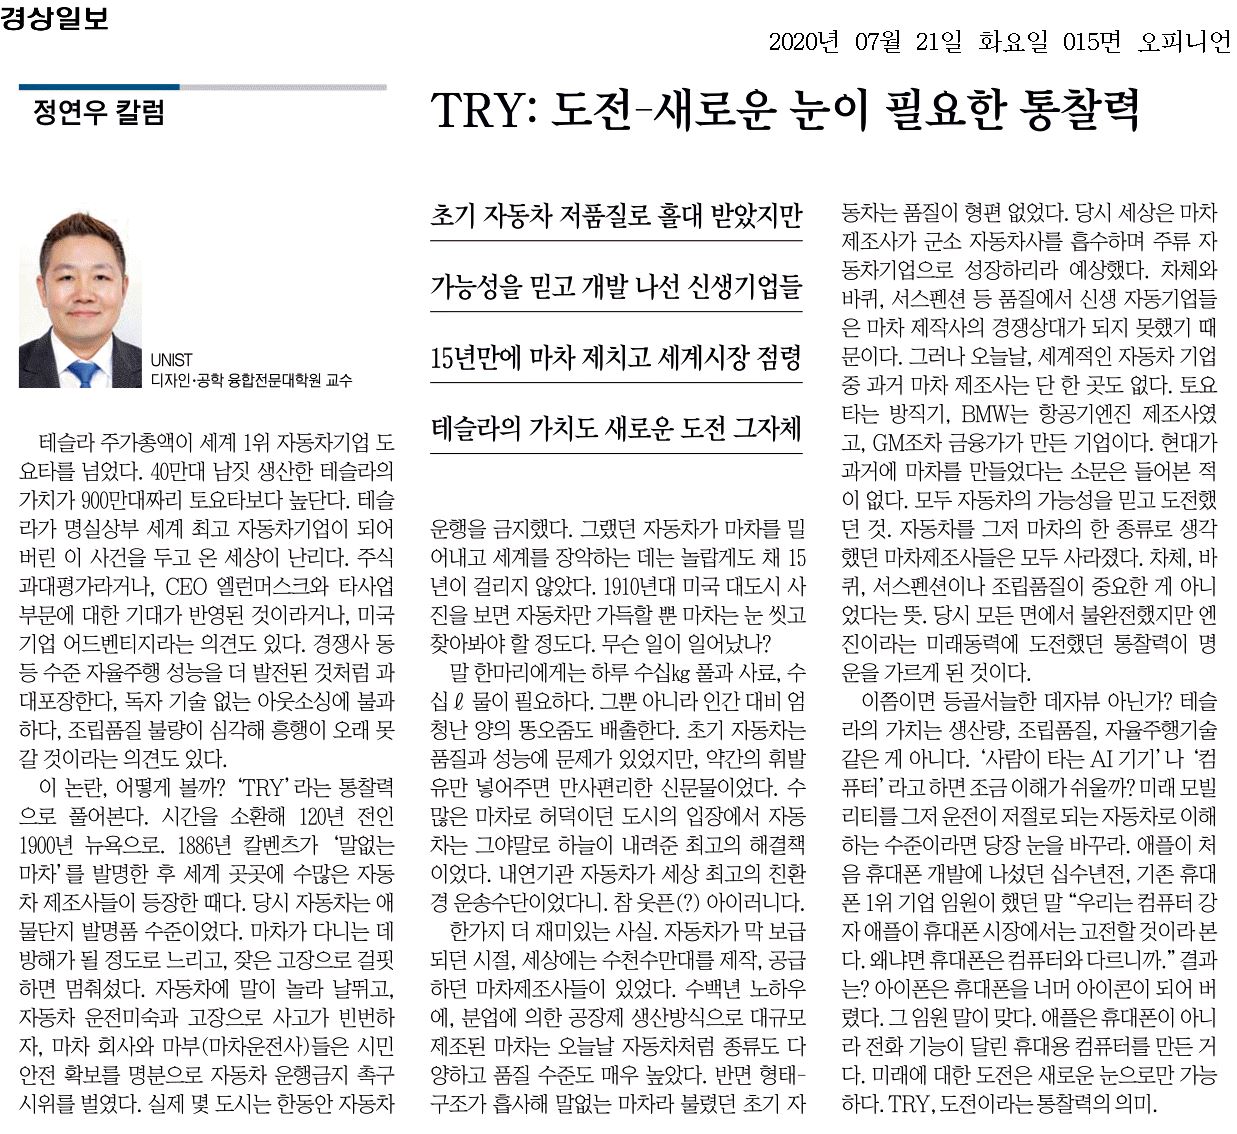 경상일보
2020년 07월 21일 화요일 015면 오피니언
정연우 칼럼
TRY: 도전-새로운 눈이 필요한 통찰력
UNIST
디자인·공학 융합전문대학원 교수
초기 자동차 저품질로 홀대 받았지만
가능성을 믿고 개발 나선 신생기업들
15년만에 마차 제치고 세계시장 점령
테슬라의 가치도 새로운 도전 그자체
테슬라 주가총액이 세계 1위 자동차기업 도
요타를 넘었다. 40만대 남짓 생산한 테슬라의
가치가 900만대짜리 토요타보다 높단다. 테슬
라가 명실상부 세계 최고 자동차기업이 되어
버린 이 사건을 두고 온 세상이 난리다. 주식
과대평가라거나, CEO 엘런머스크와 타사업
부문에 대한 기대가 반영된 것이라거나, 미국
기업 어드벤티지라는 의견도 있다. 경쟁사 동
등 수준 자율주행 성능을 더 발전된 것처럼 과
대포장한다, 독자 기술 없는 아웃소싱에 불과
하다, 조립품질 불량이 심각해 흥행이 오래 못
갈 것이라는 의견도 있다.
이 논란, 어떻게 볼까? ‘TRY’라는 통찰력
으로 풀어본다. 시간을 소환해 120년 전인
1900년 뉴욕으로. 1886년 칼벤츠가 ‘말없는
마차’를 발명한 후 세계 곳곳에 수많은 자동
차 제조사들이 등장한 때다. 당시 자동차는 애
물단지 발명품 수준이었다. 마차가 다니는 데
방해가 될 정도로 느리고, 잦은 고장으로 걸핏
하면 멈춰섰다. 자동차에 말이 놀라 날뛰고,
자동차 운전미숙과 고장으로 사고가 빈번하
자, 마차 회사와 마부(마차운전사)들은 시민
안전 확보를 명분으로 자동차 운행금지 촉구
시위를 벌였다. 실제 몇 도시는 한동안 자동차
운행을 금지했다. 그랬던 자동차가 마차를 밀
어내고 세계를 장악하는 데는 놀랍게도 채 15
년이 걸리지 않았다. 1910년대 미국 대도시 사
진을 보면 자동차만 가득할 뿐 마차는 눈 씻고
찾아봐야 할 정도다. 무슨 일이 일어났나?
말 한마리에게는 하루 수십kg 풀과 사료, 수
십ℓ 물이 필요하다. 그뿐 아니라 인간 대비 엄
청난 양의 똥오줌도 배출한다. 초기 자동차는
품질과 성능에 문제가 있었지만, 약간의 휘발
유만 넣어주면 만사편리한 신문물이었다. 수
많은 마차로 허덕이던 도시의 입장에서 자동
차는 그야말로 하늘이 내려준 최고의 해결책
이었다. 내연기관 자동차가 세상 최고의 친환
경 운송수단이었다니. 참 웃픈(?) 아이러니다.
한가지 더 재미있는 사실. 자동차가 막 보급
되던 시절, 세상에는 수천수만대를 제작, 공급
하던 마차제조사들이 있었다. 수백년 노하우
에, 분업에 의한 공장제 생산방식으로 대규모
제조된 마차는 오늘날 자동차처럼 종류도 다
양하고 품질 수준도 매우 높았다. 반면 형태-
구조가 흡사해 말없는 마차라 불렸던 초기 자
동차는 품질이 형편 없었다. 당시 세상은 마차
제조사가 군소 자동차사를 흡수하며 주류 자
동차기업으로 성장하리라 예상했다. 차체와
바퀴, 서스펜션 등 품질에서 신생 자동기업들
은 마차 제작사의 경쟁상대가 되지 못했기 때
문이다. 그러나 오늘날, 세계적인 자동차 기업
중 과거 마차 제조사는 단 한 곳도 없다. 토요
타는 방직기, BMW는 항공기엔진 제조사였
고, GM조차 금융가가 만든 기업이다. 현대가
과거에 마차를 만들었다는 소문은 들어본 적
이 없다. 모두 자동차의 가능성을 믿고 도전했
던 것. 자동차를 그저 마차의 한 종류로 생각
했던 마차제조사들은 모두 사라졌다. 차체, 바
퀴, 서스펜션이나 조립품질이 중요한 게 아니
었다는 뜻. 당시 모든 면에서 불완전했지만 엔
진이라는 미래동력에 도전했던 통찰력이 명
운을 가르게 된 것이다.
이쯤이면 등골서늘한 데자뷰 아닌가? 테슬
라의 가치는 생산량, 조립품질, 자율주행기술
같은 게 아니다. ‘사람이 타는 AI 기기’나 ‘컴
퓨터’라고 하면 조금 이해가 쉬울까? 미래 모빌
리티를 그저 운전이 저절로 되는 자동차로 이해
하는 수준이라면 당장 눈을 바꾸라. 애플이 처
음 휴대폰 개발에 나섰던 십수년전, 기존 휴대
폰 1위 기업 임원이 했던 말 “우리는 컴퓨터 강
자 애플이 휴대폰 시장에서는 고전할 것이라 본
다. 왜냐면 휴대폰은 컴퓨터와 다르니까.” 결과
는? 아이폰은 휴대폰을 너머 아이콘이 되어 버
렸다. 그 임원 말이 맞다. 애플은 휴대폰이 아니
라 전화 기능이 달린 휴대용 컴퓨터를 만든 거
다. 미래에 대한 도전은 새로운 눈으로만 가능
하다. TRY, 도전이라는 통찰력의 의미.